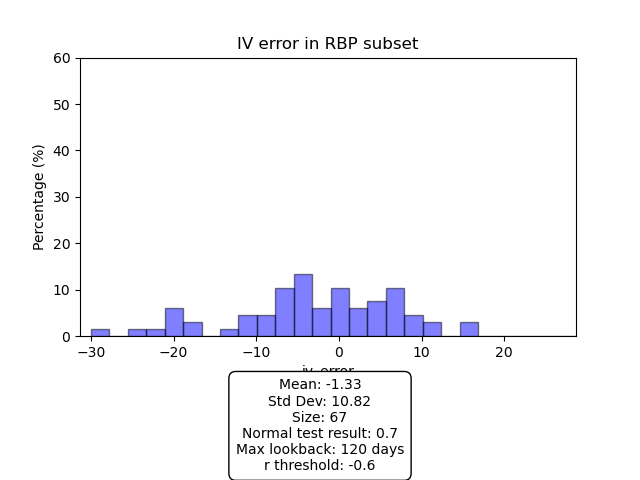 IV error in RBP subset
60
50
40
30
20
10
0
Percentage (%)
−30
−20
−10
0
10
20
iv_error
Mean: -1.33
Std Dev: 10.82
Size: 67
Normal test result: 0.7
Max lookback: 120 days
r threshold: -0.6